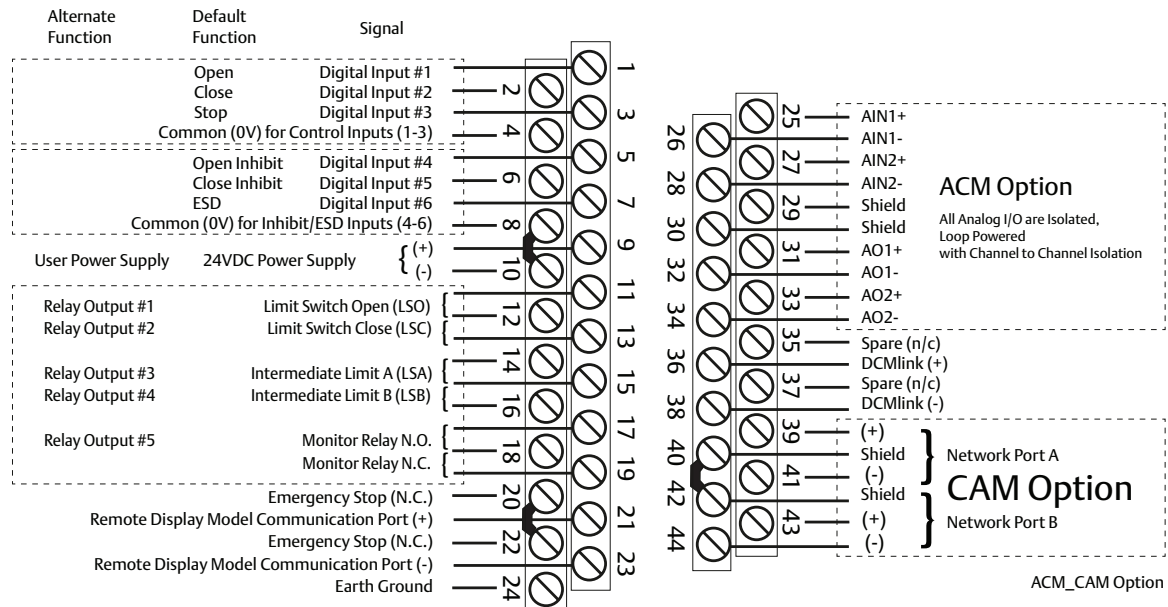 Alternate Function
Default Function
Signal
Open Digital Input #1
Close Digital Input #2
Stop Digital Input #3
Common (0V) for Control Inputs (1-3)
Open Inhibit Digital Input #4
Close Inhibit Digital Input #5
ESD Digital Input #6
Common (0V) for Inhibit/ESD Inputs (4-6)
User Power Supply 24VDC Power Supply { (+)
(-)
Relay Output #1 Limit Switch Open (LSO) {
Relay Output #2 Limit Switch Close (LSC) {
Relay Output #3 Intermediate Limit A (LSA) {
Relay Output #4 Intermediate Limit B (LSB) {
Relay Output #5 Monitor Relay N.O. {
Monitor Relay N.C. {
Emergency Stop (N.C.)
Remote Display Model Communication Port (+)
Emergency Stop (N.C.)
Remote Display Model Communication Port (-)
Earth Ground
1
2
3
4
5
6
7
8
9
10
11
12
13
14
15
16
17
18
19
20
21
22
23
24
25
26
27
28
29
30
31
32
33
34
35
36
37
38
39
40
41
42
43
44
AIN1+
AIN1-
AIN2+
AIN2-
Shield
Shield
AO1+
AO1-
AO2+
AO2-
ACM Option
All Analog I/O are Isolated,
Loop Powered
with Channel to Channel Isolation
Spare (n/c)
DCMlink (+)
Spare (n/c)
DCMlink (-)
(+)
Shield
(-)
Shield
(+)
(-)
} Network Port A
CAM Option
} Network Port B
ACM_CAM Option